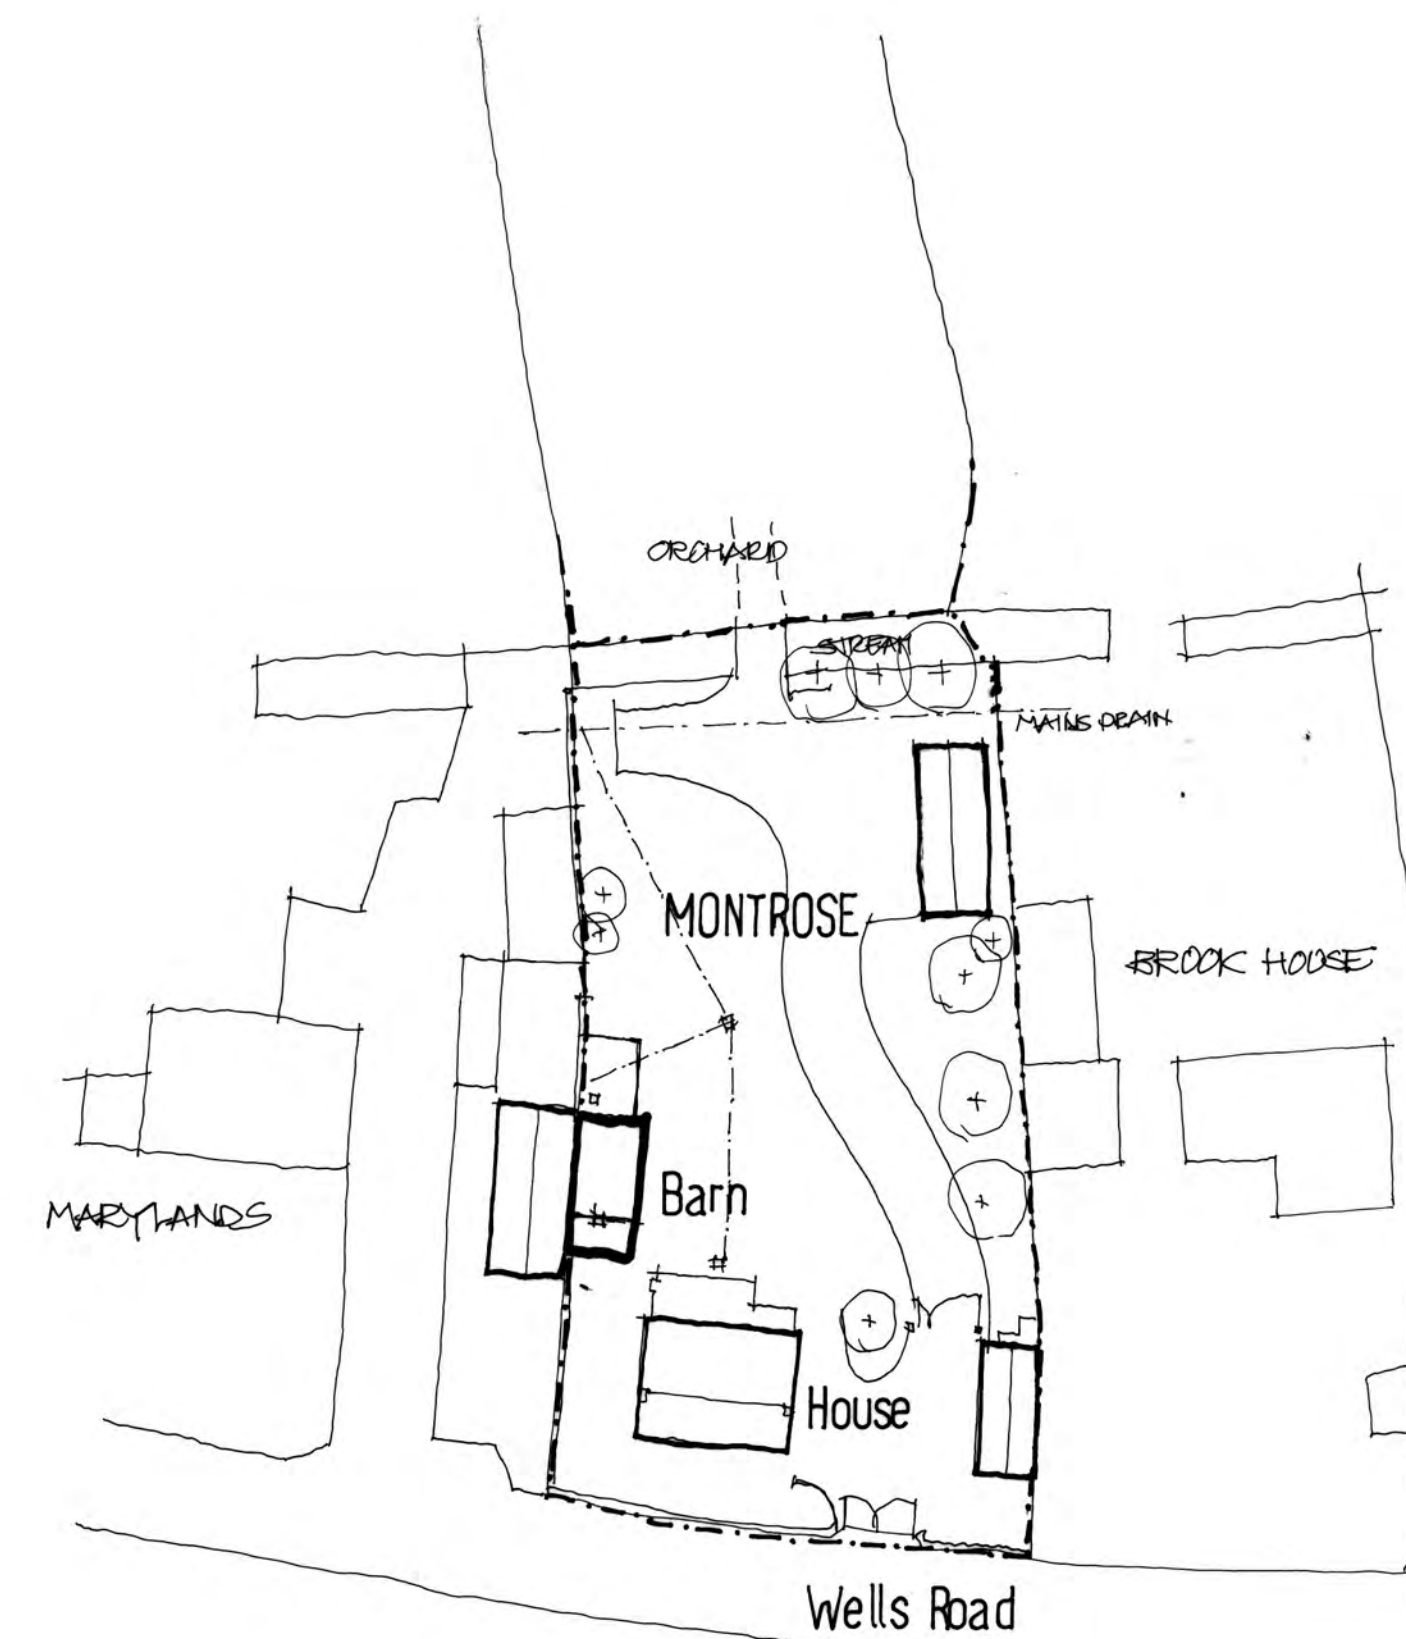 ORCHARD
STREAM
MAINS DRAIN
MONTROSE
BROOK HOUSE
Barn
MARYLANDS
House
Wells Road